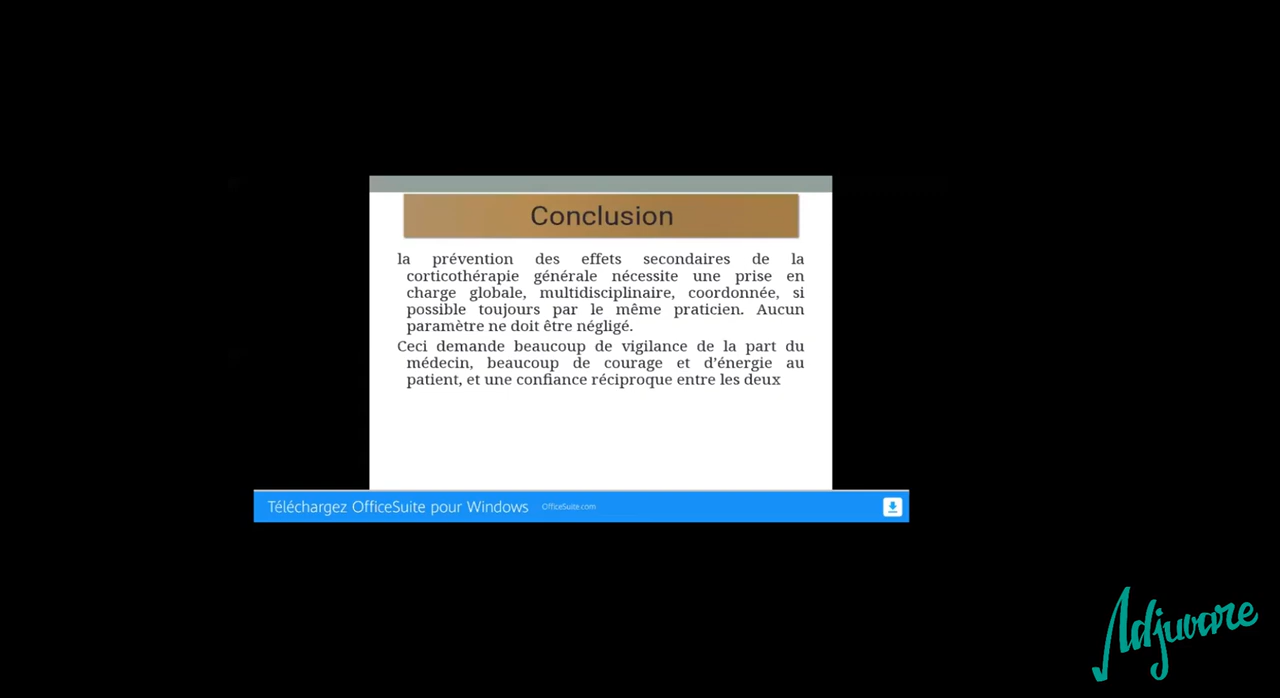 Conclusion
la prévention des effets secondaires de la
corticothérapie générale nécessite une prise en
charge globale, multidisciplinaire, coordonnée, si
possible toujours par le même praticien. Aucun
paramètre ne doit être négligé.
Ceci demande beaucoup de vigilance de la part du
médecin, beaucoup de courage et d’énergie au
patient, et une confiance réciproque entre les deux
Téléchargez OfficeSuite pour Windows OfficeSuite.com
Adjuvare